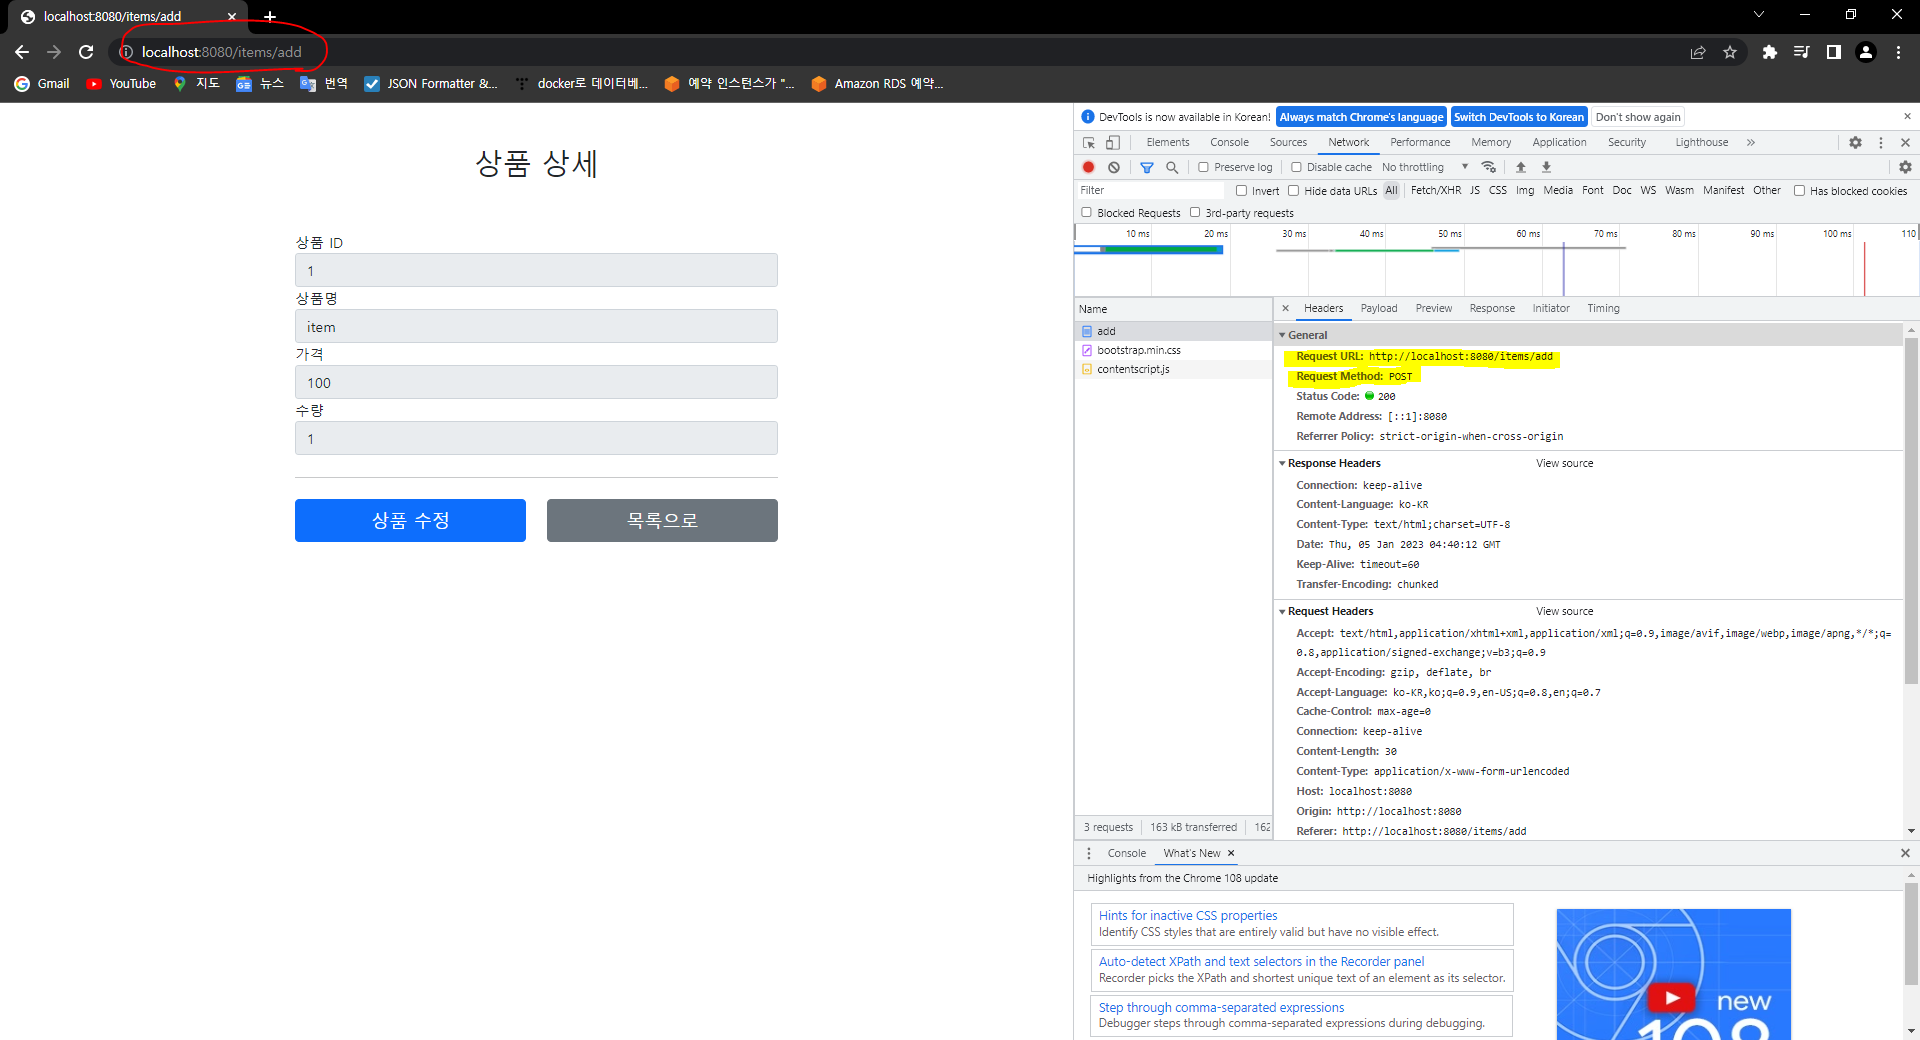 localhost:8080/items/add
localhost:8080/items/add
Gmail YouTube 지도 뉴스 번역 JSON Formatter &... docker로 데이터베... 예약 인스턴스가 "... Amazon RDS 예약...
상품 상세
상품 ID
1
상품명
item
가격
100
수량
1
상품 수정 목록으로
DevTools is now available in Korean! Always match Chrome's language Switch DevTools to Korean Don't show again
Elements Console Sources Network Performance Memory Application Security Lighthouse
Preserve log Disable cache No throttling
Filter Invert Hide data URLs All Fetch/XHR JS CSS Img Media Font Doc WS Wasm Manifest Other Has blocked cookies
Blocked Requests 3rd-party requests
10 ms 20 ms 30 ms 40 ms 50 ms 60 ms 70 ms 80 ms 90 ms 100 ms 110
Name
add
bootstrap.min.css
contentscript.js
3 requests 163 kB transferred 162
Headers Payload Preview Response Initiator Timing
General
Request URL: http://localhost:8080/items/add
Request Method: POST
Status Code: 200
Remote Address: [::1]:8080
Referrer Policy: strict-origin-when-cross-origin
Response Headers View source
Connection: keep-alive
Content-Language: ko-KR
Content-Type: text/html;charset=UTF-8
Date: Thu, 05 Jan 2023 04:40:12 GMT
Keep-Alive: timeout=60
Transfer-Encoding: chunked
Request Headers View source
Accept: text/html,application/xhtml+xml,application/xml;q=0.9,image/avif,image/webp,image/apng,*/*;q=
0.8,application/signed-exchange;v=b3;q=0.9
Accept-Encoding: gzip, deflate, br
Accept-Language: ko-KR,ko;q=0.9,en-US;q=0.8,en;q=0.7
Cache-Control: max-age=0
Connection: keep-alive
Content-Length: 30
Content-Type: application/x-www-form-urlencoded
Host: localhost:8080
Origin: http://localhost:8080
Referer: http://localhost:8080/items/add
Console What's New
Highlights from the Chrome 108 update
Hints for inactive CSS properties
Identify CSS styles that are entirely valid but have no visible effect.
Auto-detect XPath and text selectors in the Recorder panel
Recorder picks the XPath and shortest unique text of an element as its selector.
Step through comma-separated expressions
Debugger steps through comma-separated expressions during debugging.
new
108